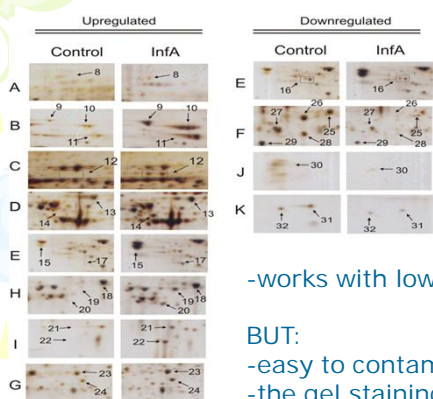 Upregulated
Control InfA
A 8 8
B 9 10 11 9 10 11
C 12 12
D 14 13 14 13
E 15 17 15 17
H 18 19 20 18 19 20
I 21 22 21 22
G 23 24 23 24
Downregulated
Control InfA
E 16 16
F 27 26 25 29 28 27 26 25 29 28
J 30 30
K 32 31 32 31
-works with low
BUT:
-easy to contan
-the gel staining